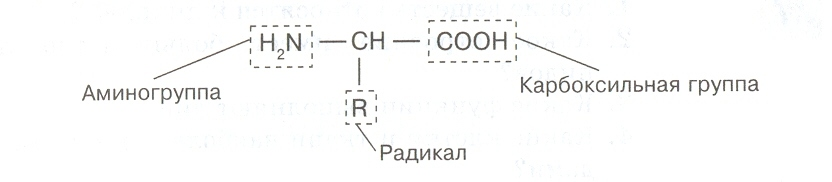 H₂N — CH — COOH
Аминогруппа
Карбоксильная группа
R
Радикал